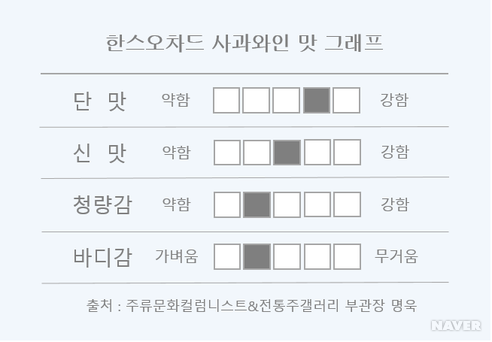 한스오차드 사과와인 맛 그래프
단 맛 약함 강함
신 맛 약함 강함
청량감 약함 강함
바디감 가벼움 무거움
출처 : 주류문화컬럼니스트&전통주갤러리 부관장 명욱
NAVER